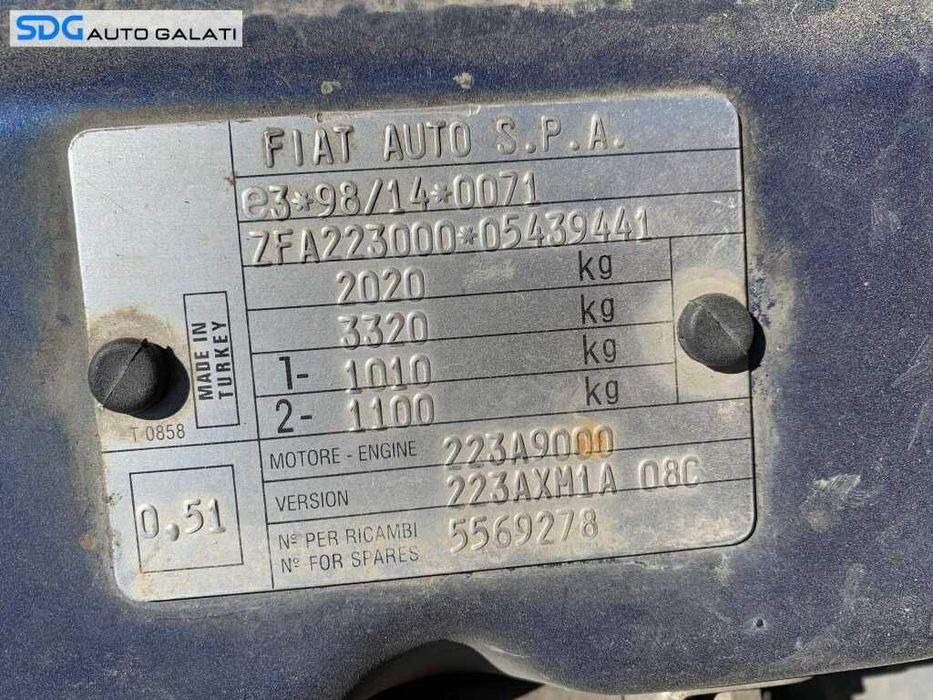 SDG AUTO GALATI
FIAT AUTO S.P.A.
e3*98/14*0071
ZFA223000*05439441
2020 kg
3320 kg
1- 1010 kg
2- 1100 kg
MADE IN
TURKEY
T 0858
MOTORE - ENGINE 223A9000
VERSION 223AXM1A 08C
0,51
Nº PER RICAMBI
Nº FOR SPARES
5569278